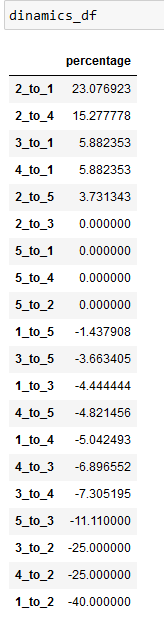 dinamics_df
percentage
2_to_1 23.076923
2_to_4 15.277778
3_to_1 5.882353
4_to_1 5.882353
2_to_5 3.731343
2_to_3 0.000000
5_to_1 0.000000
5_to_4 0.000000
5_to_2 0.000000
1_to_5 -1.437908
3_to_5 -3.663405
1_to_3 -4.444444
4_to_5 -4.821456
1_to_4 -5.042493
4_to_3 -6.896552
3_to_4 -7.305195
5_to_3 -11.110000
3_to_2 -25.000000
4_to_2 -25.000000
1_to_2 -40.000000